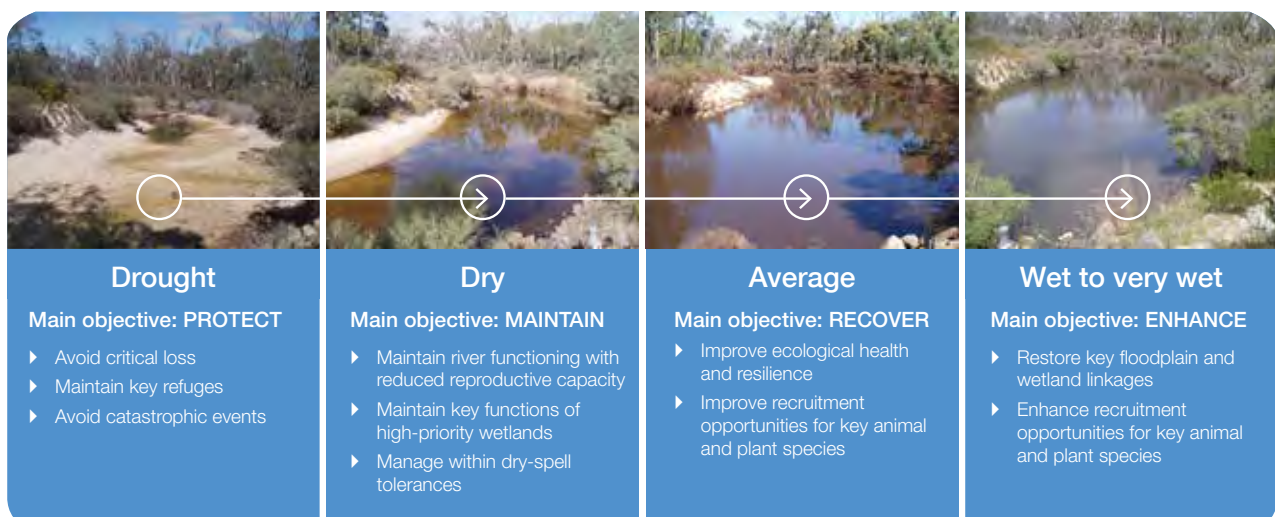 Drought
Main objective: PROTECT
Avoid critical loss
Maintain key refuges
Avoid catastrophic events
Dry
Main objective: MAINTAIN
Maintain river functioning with
reduced reproductive capacity
Maintain key functions of
high-priority wetlands
Manage within dry-spell
tolerances
Average
Main objective: RECOVER
Improve ecological health
and resilience
Improve recruitment
opportunities for key animal
and plant species
Wet to very wet
Main objective: ENHANCE
Restore key floodplain and
wetland linkages
Enhance recruitment
opportunities for key animal
and plant species